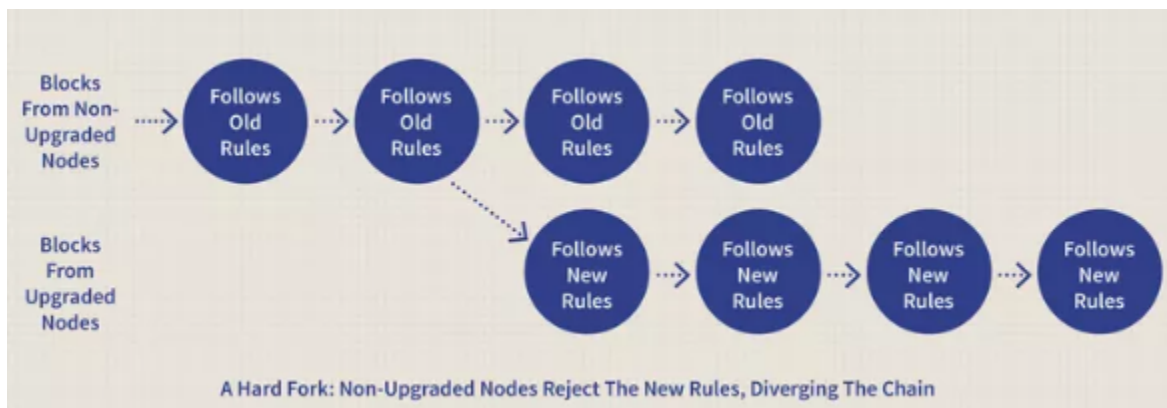 Blocks
From Non-
Upgraded
Nodes
Follows
Old
Rules
Follows
Old
Rules
Follows
Old
Rules
Follows
Old
Rules
Blocks
From
Upgraded
Nodes
Follows
New
Rules
Follows
New
Rules
Follows
New
Rules
Follows
New
Rules
A Hard Fork: Non-Upgraded Nodes Reject The New Rules, Diverging The Chain